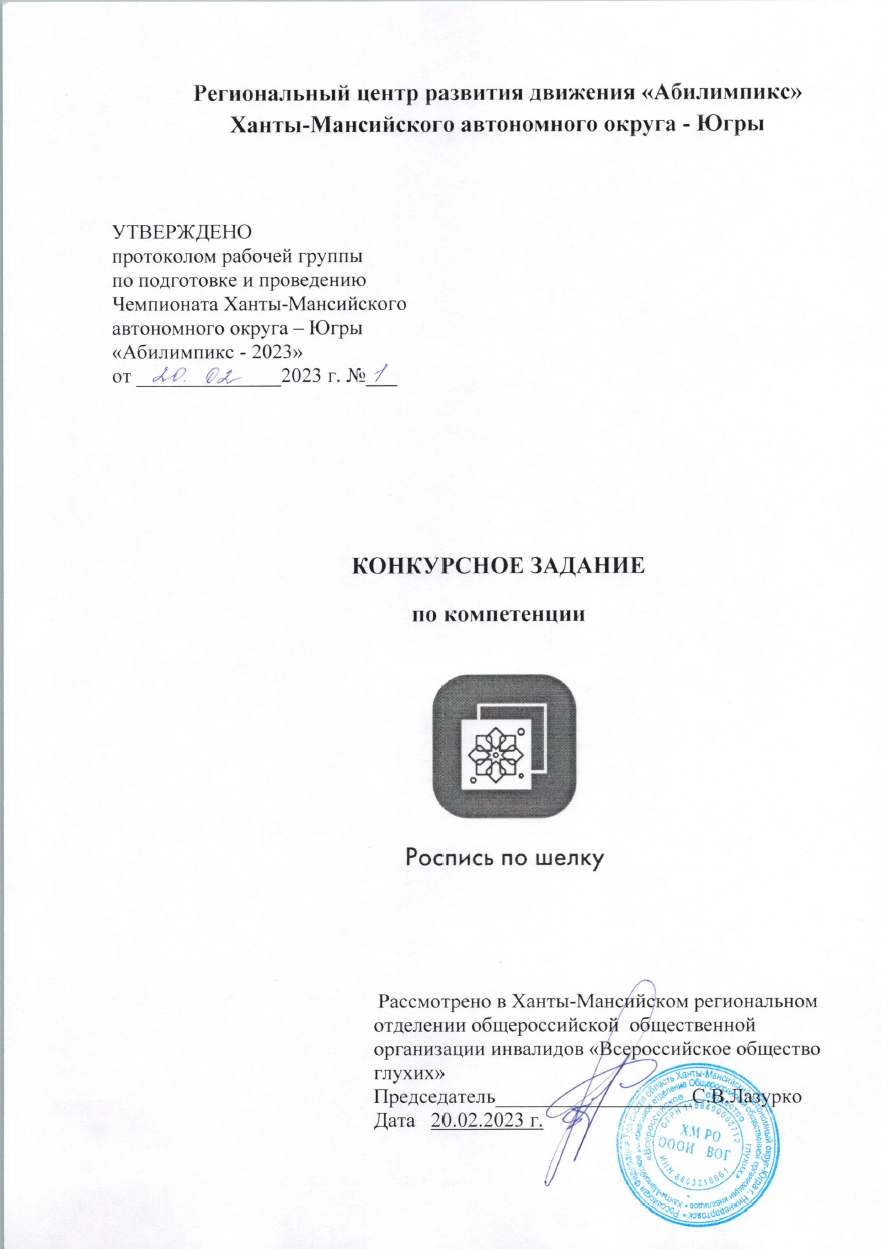 Региональный центр развития движения «Абилимпикс»
Ханты-Мансийского автономного округа - Югры
УТВЕРЖДЕНО
протоколом рабочей группы
по подготовке и проведению
Чемпионата Ханты-Мансийского
автономного округа – Югры
«Абилимпикс - 2023»
от 20. 02 2023 г. № 1
КОНКУРСНОЕ ЗАДАНИЕ
по компетенции
Роспись по шелку
Рассмотрено в Ханты-Мансийском региональном
отделении общероссийской общественной
организации инвалидов «Всероссийское общество
глухих»
Председатель С.В.Лазурко
Дата 20.02.2023 г.
ХМ РО
ОООИ ВОГ